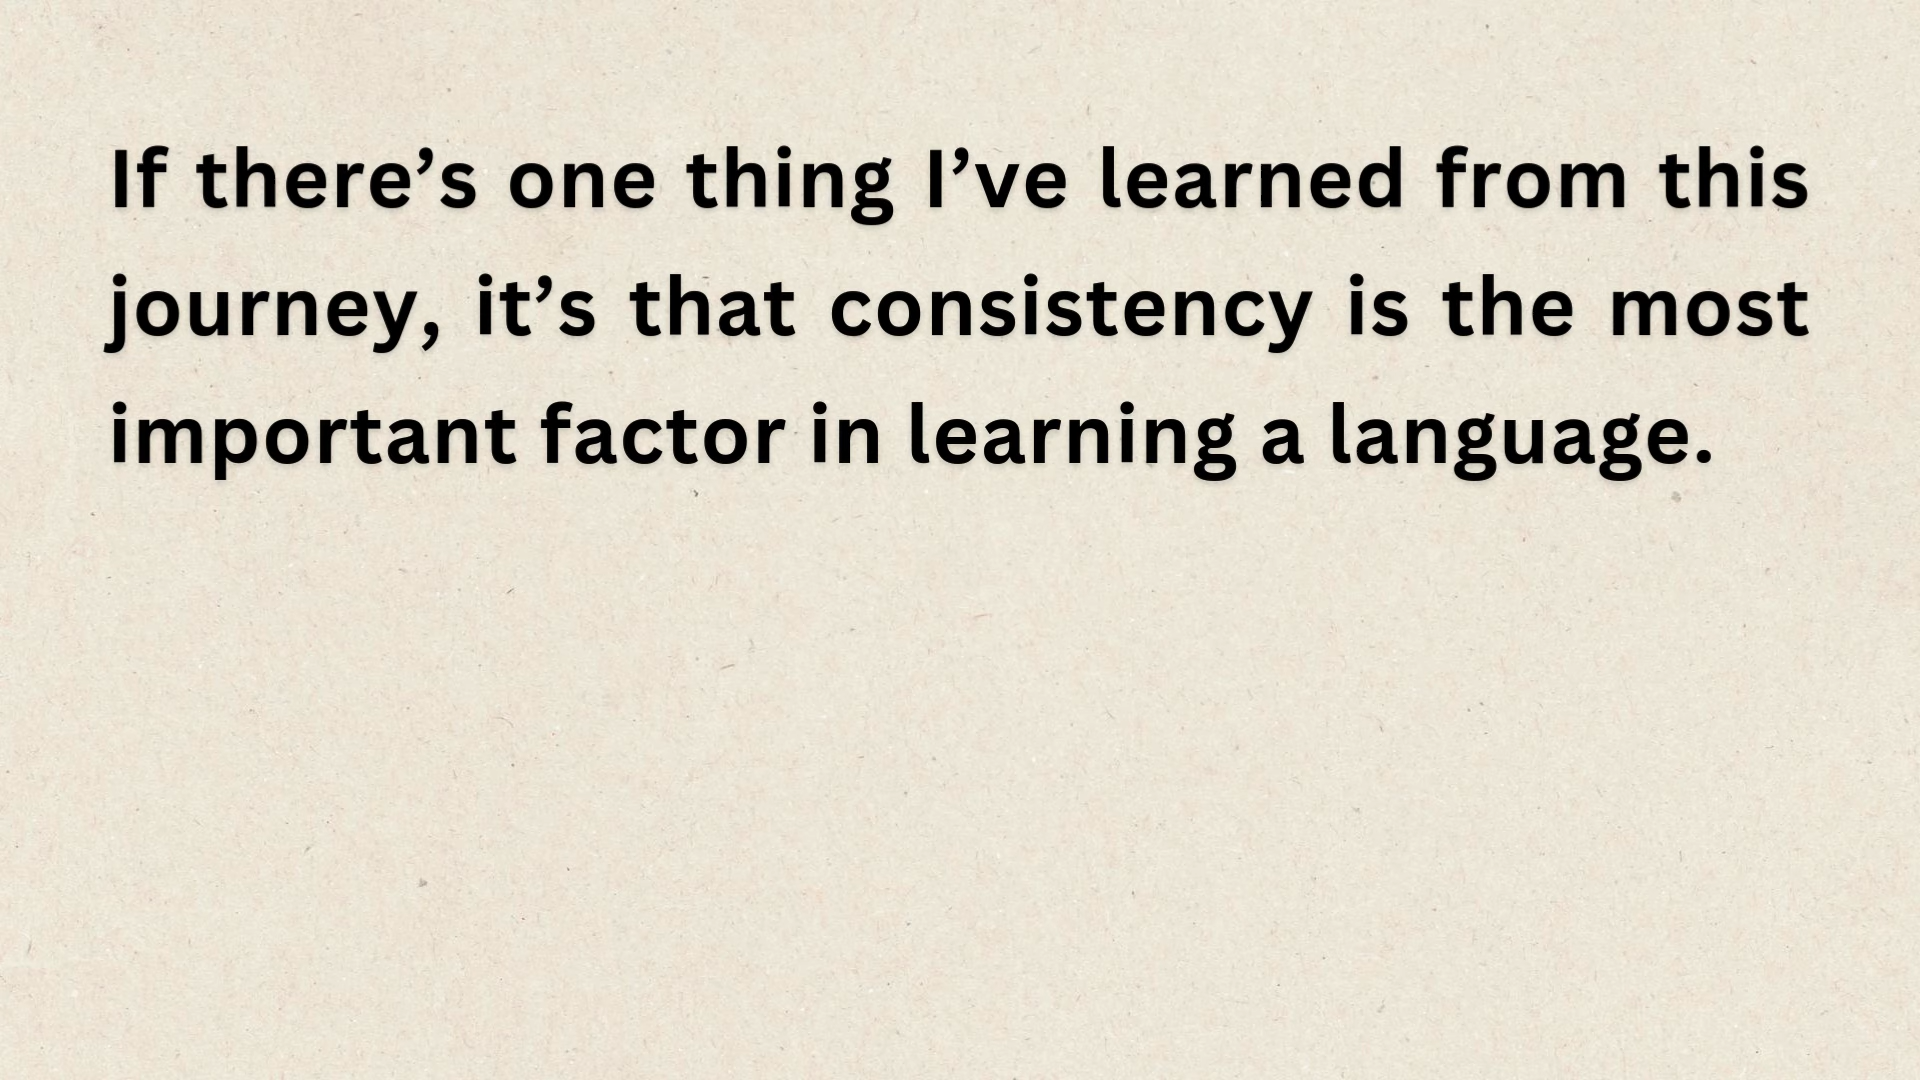 If there’s one thing I’ve learned from this
journey, it’s that consistency is the most
important factor in learning a language.